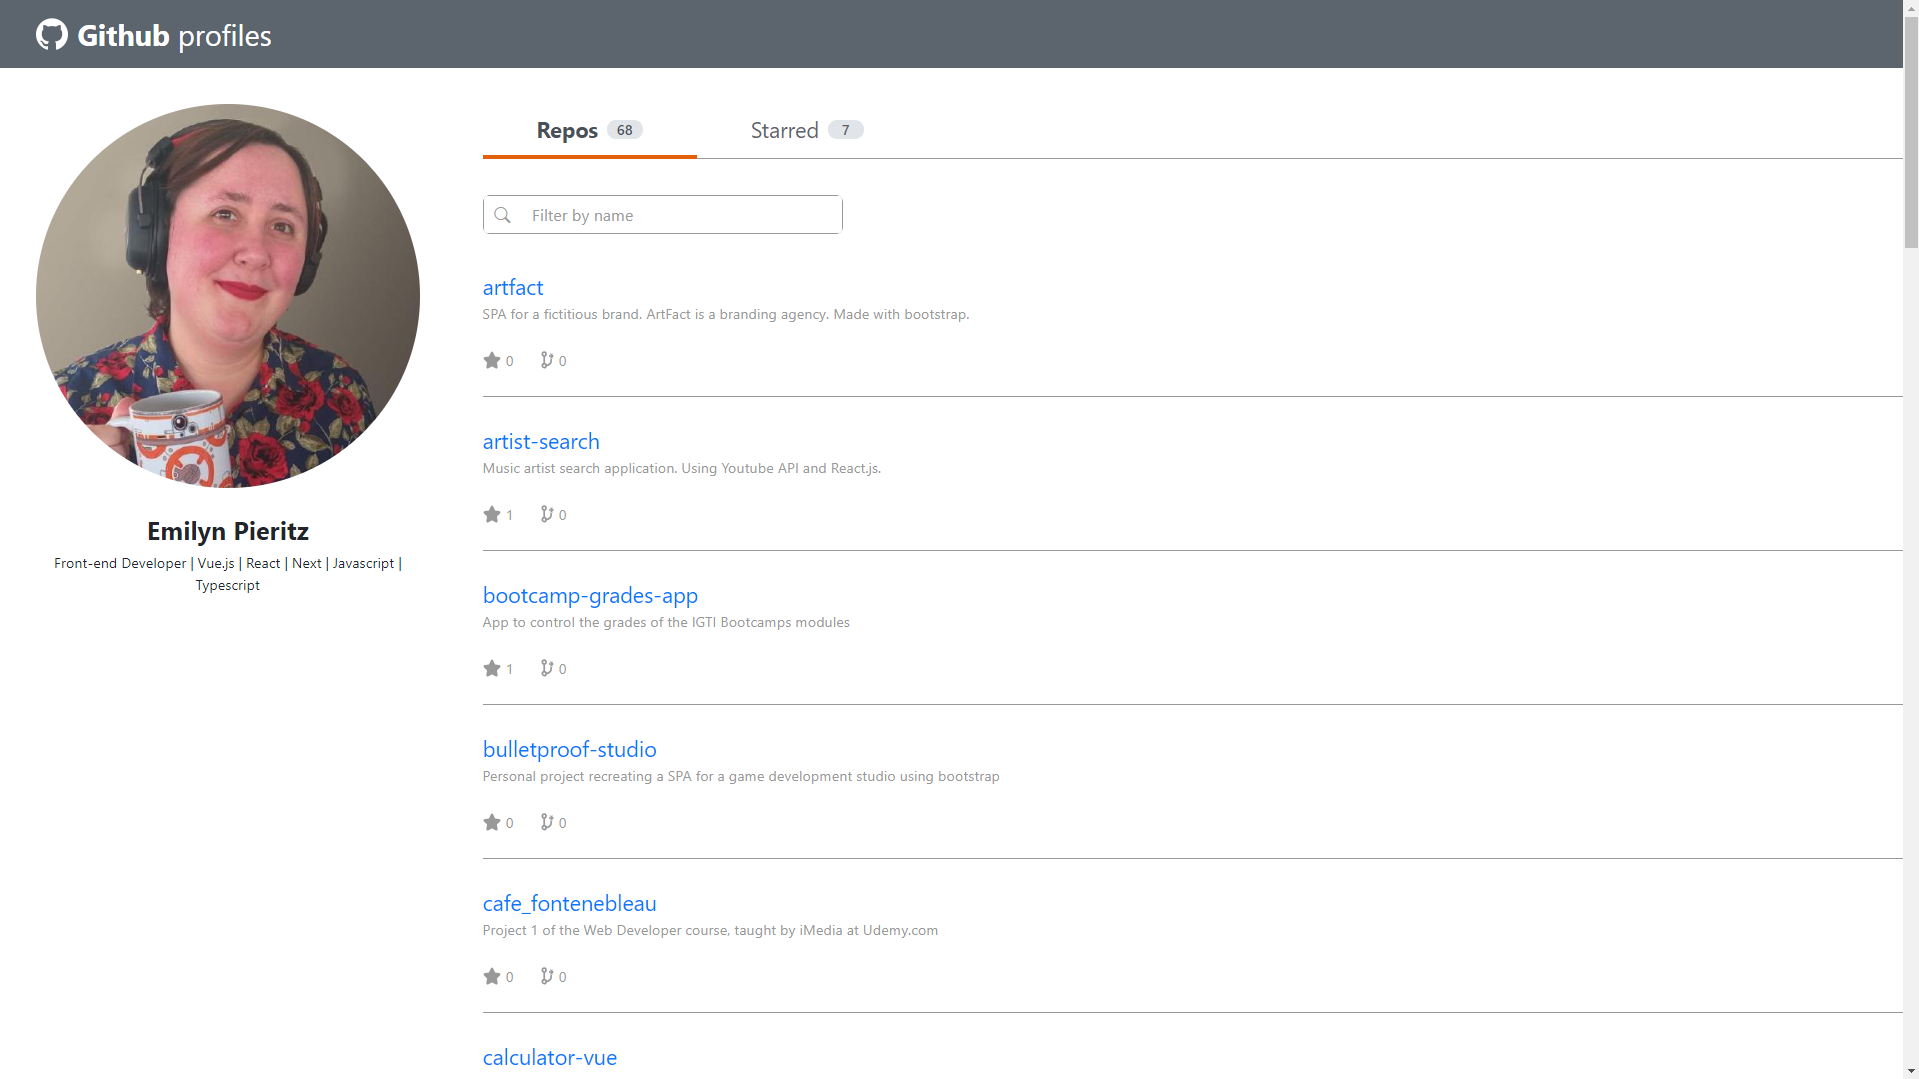 Github profiles
Repos 68
Starred 7
Filter by name
artfact
SPA for a fictitious brand. ArtFact is a branding agency. Made with bootstrap.
0 0
artist-search
Music artist search application. Using Youtube API and React.js.
1 0
bootcamp-grades-app
App to control the grades of the IGTI Bootcamps modules
1 0
bulletproof-studio
Personal project recreating a SPA for a game development studio using bootstrap
0 0
cafe_fontenebleau
Project 1 of the Web Developer course, taught by iMedia at Udemy.com
0 0
calculator-vue
Emilyn Pieritz
Front-end Developer | Vue.js | React | Next | Javascript |
Typescript